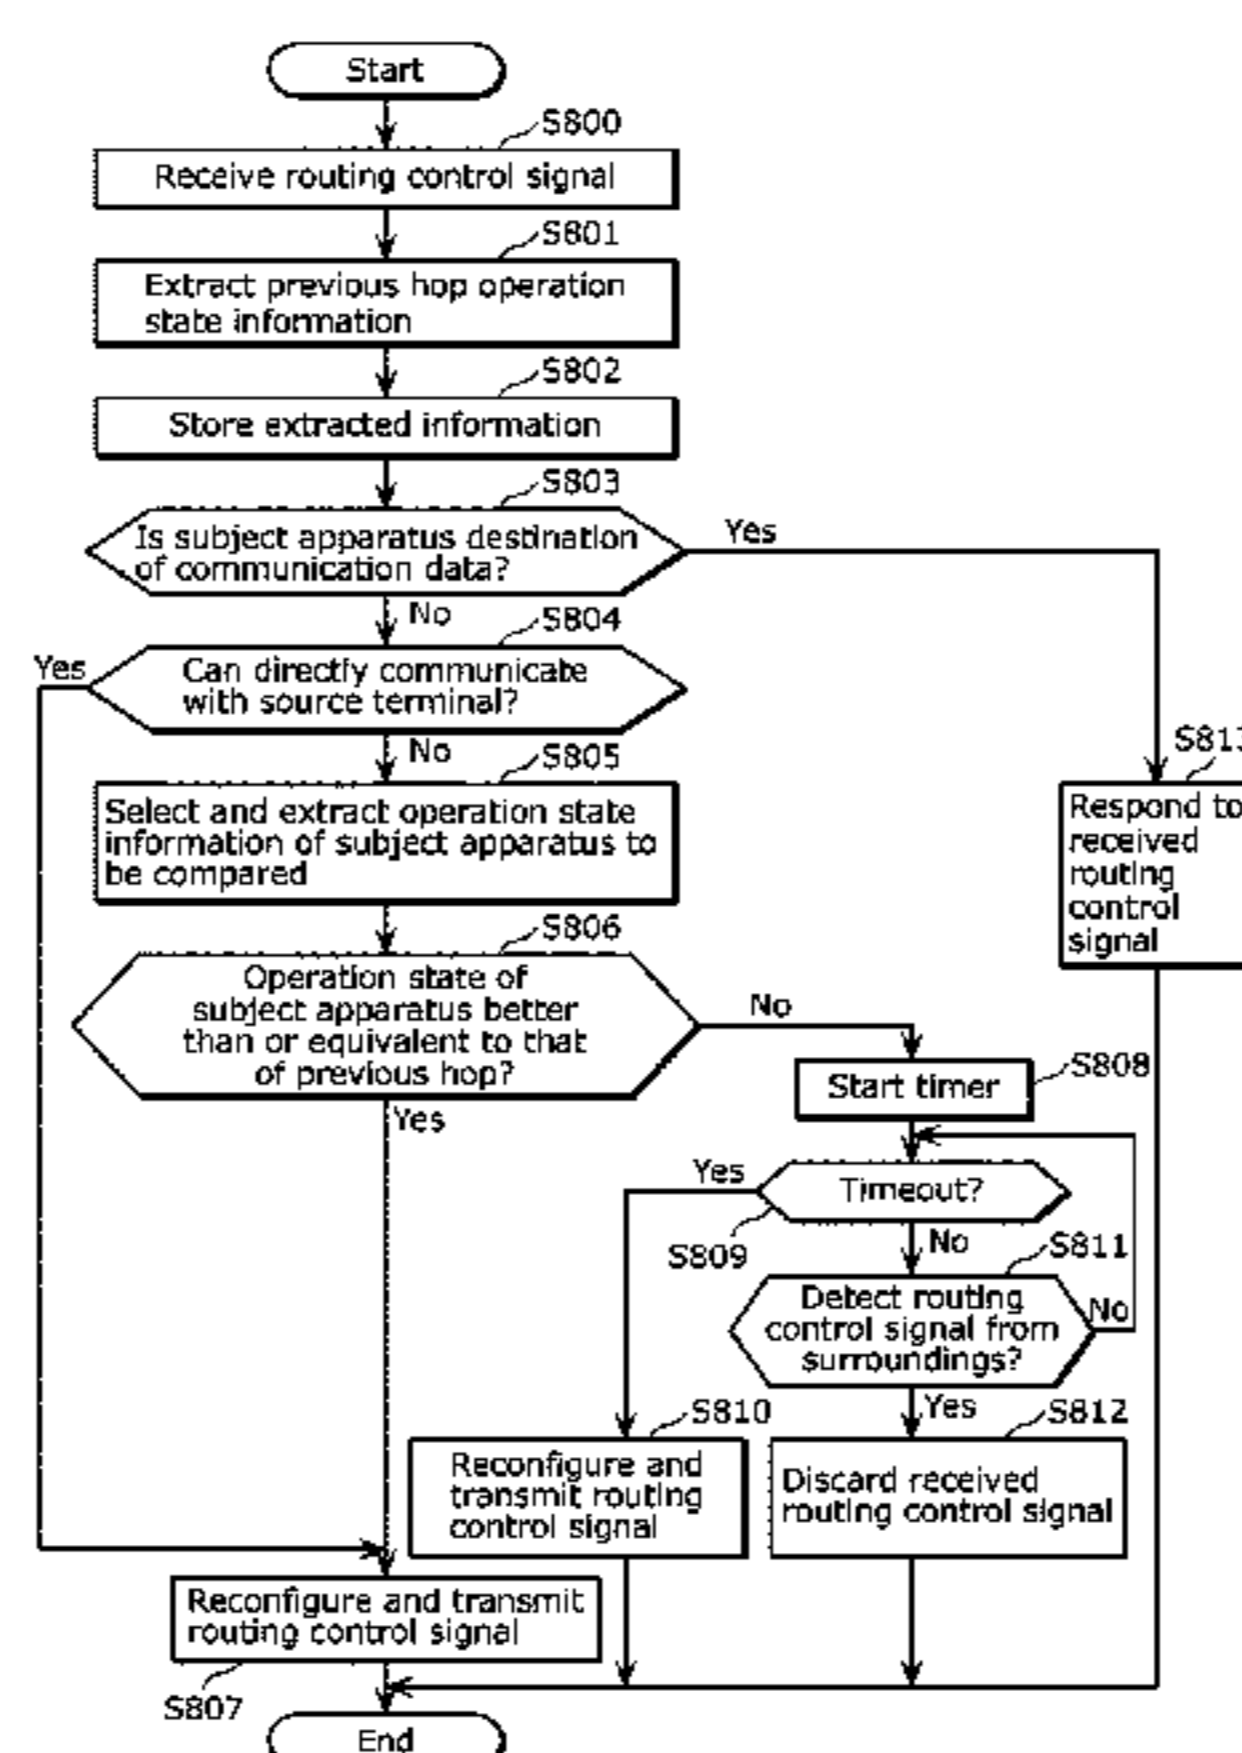 Start
S800
Receive routing control signal
S801
Extract previous hop operation
state information
S802
Store extracted information
S803
Is subject apparatus destination
of communication data?
Yes
No
S804
Yes
Can directly communicate
with source terminal?
No
S805
Select and extract operation state
information of subject apparatus to
be compared
S813
Respond to
received
routing
control
signal
S806
Operation state of
subject apparatus better
than or equivalent to that
of previous hop?
No
Yes
S808
Start timer
Yes
Timeout?
S809
No
S811
Detect routing
control signal from
surroundings?
No
Yes
S810
Reconfigure and
transmit routing
control signal
S812
Discard received
routing control signal
Reconfigure and transmit
routing control signal
S807
End